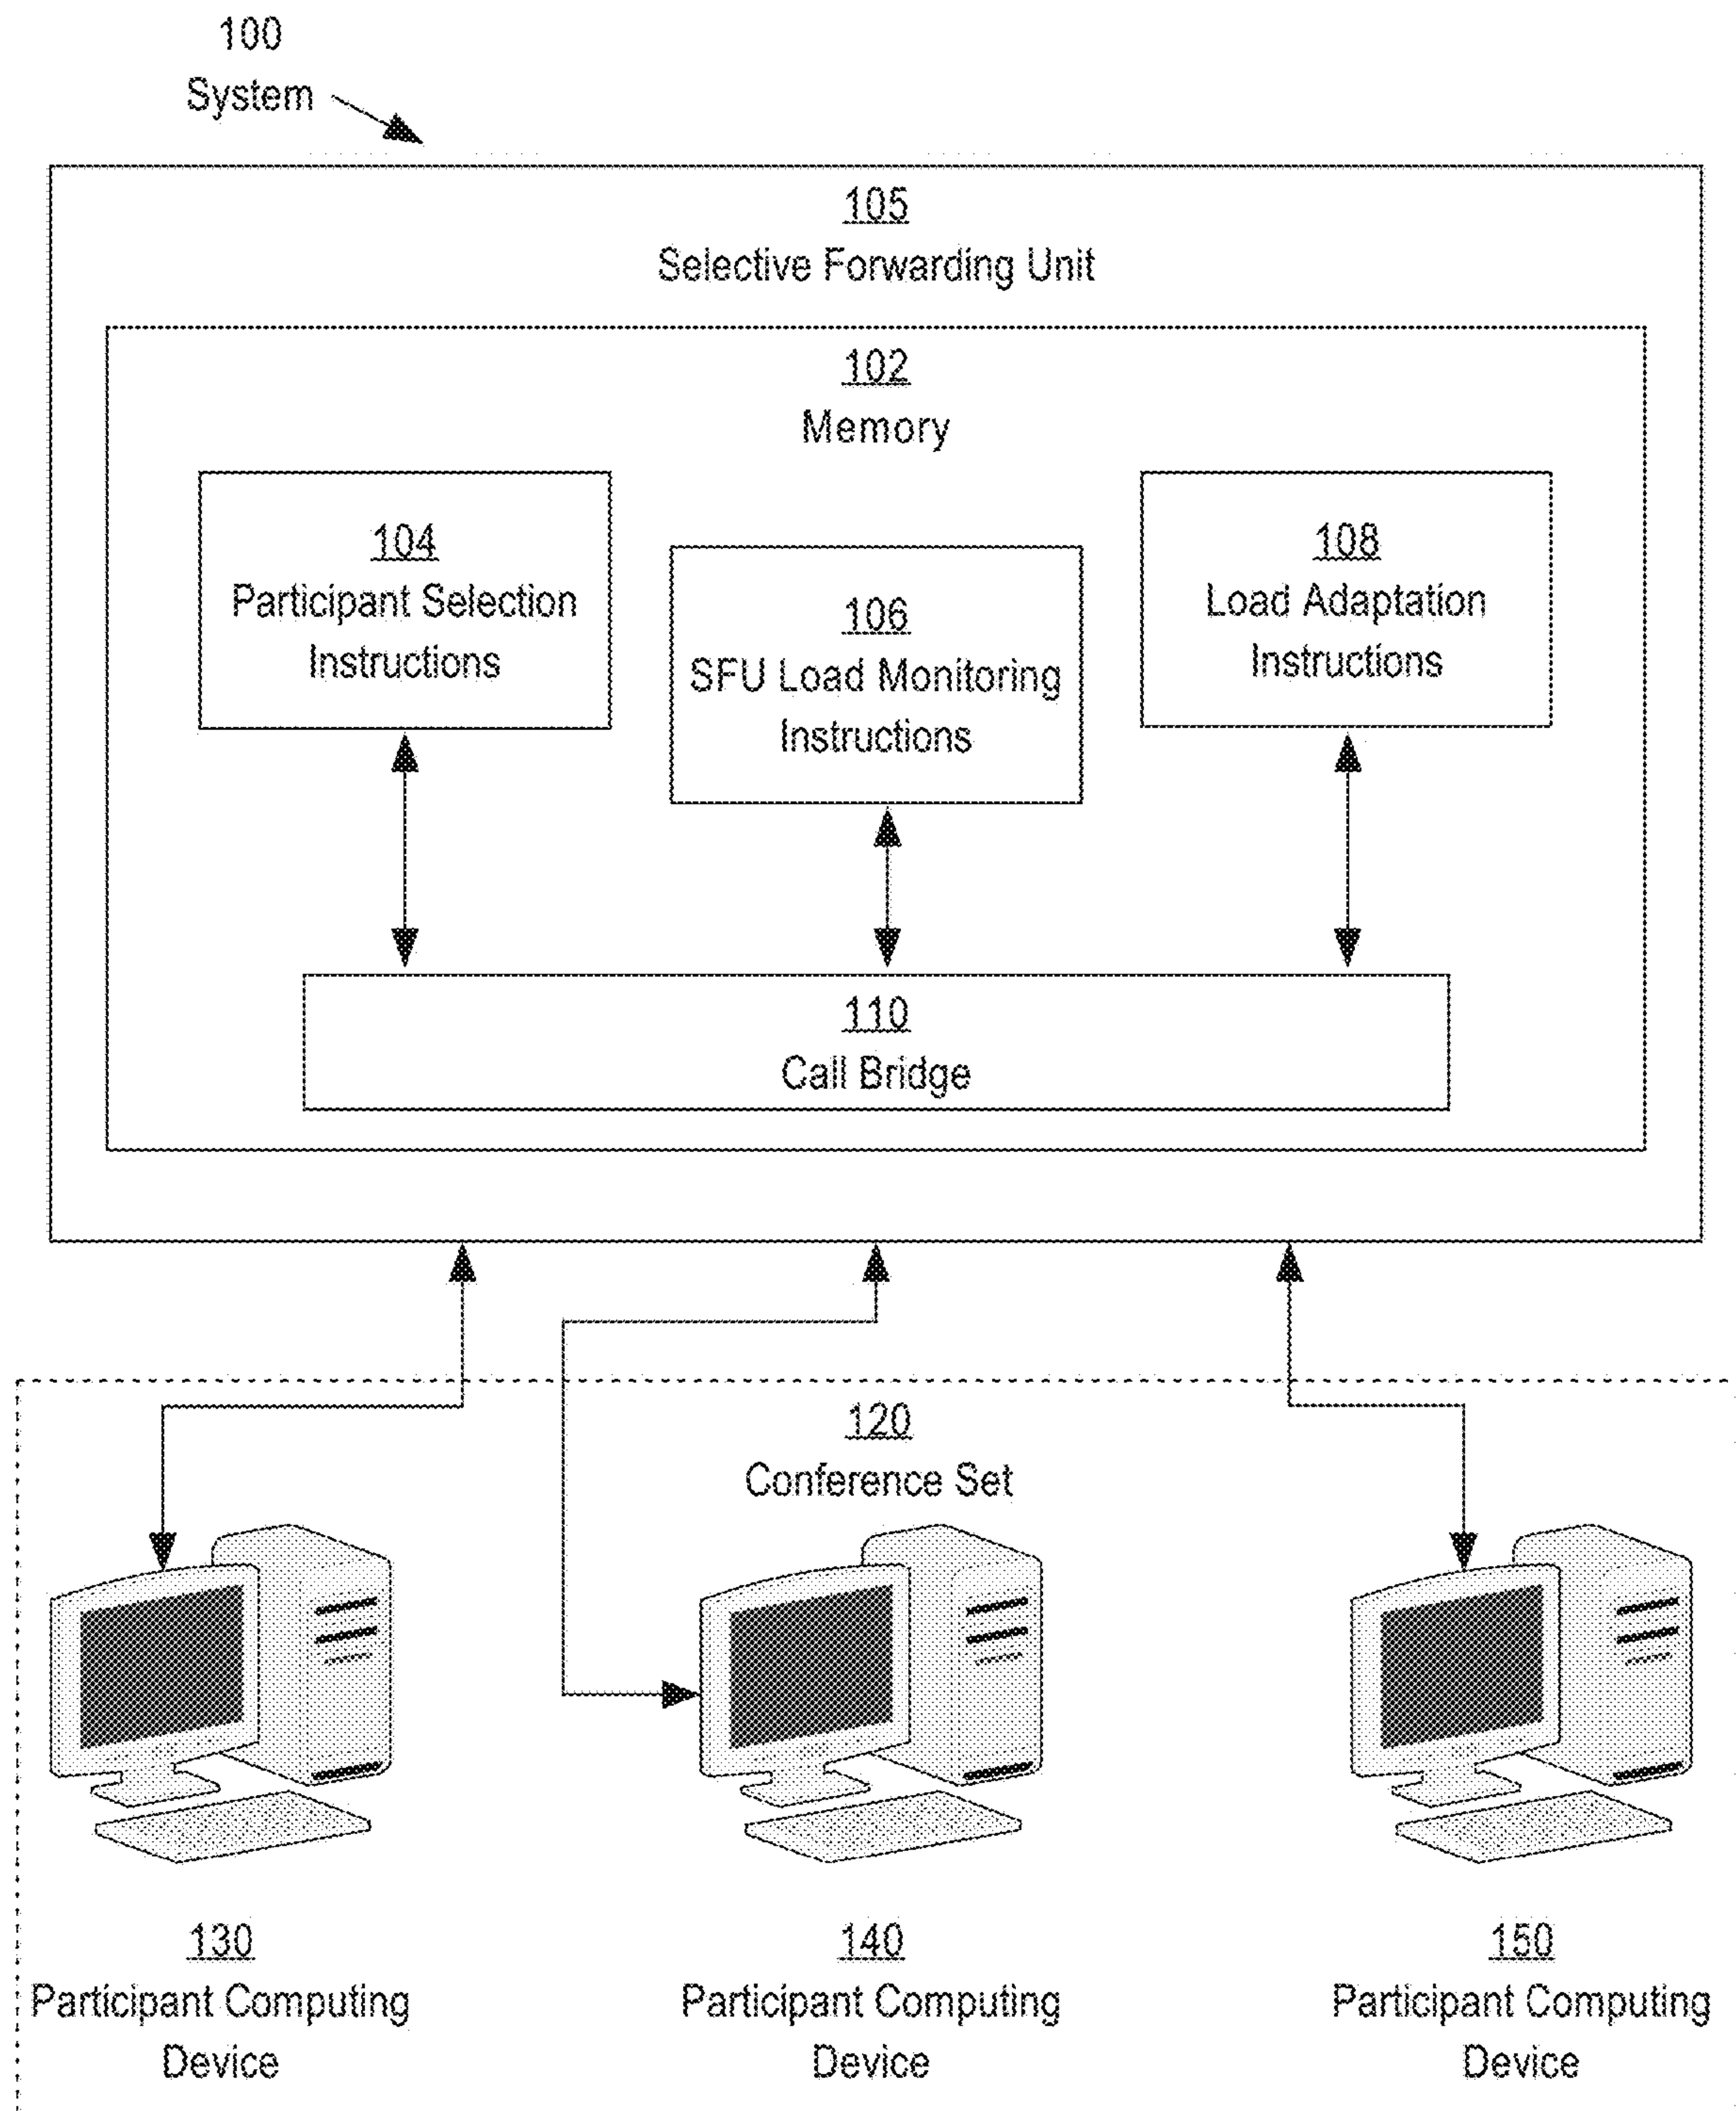 100
System
105
Selective Forwarding Unit
102
Memory
104
Participant Selection
Instructions
106
SFU Load Monitoring
Instructions
108
Load Adaptation
Instructions
110
Call Bridge
120
Conference Set
130
Participant Computing
Device
140
Participant Computing
Device
150
Participant Computing
Device